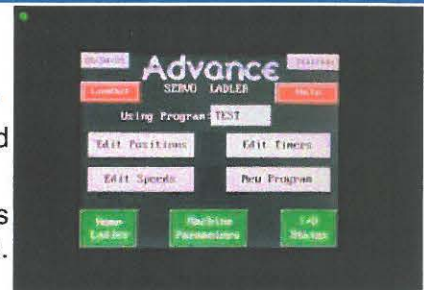 Advance
SERVO LADLER
Using Program: TEST
Edit Positions
Edit Timers
Edit Speeds
New Program
Home
Ladler
Machine
Parameters
I/O
Status